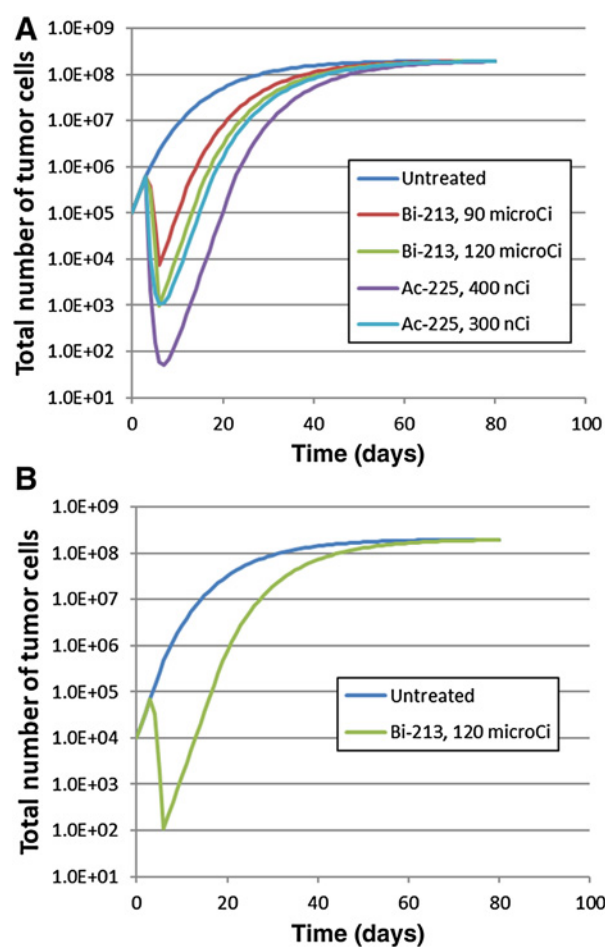 A
Total number of tumor cells
1.0E+09
1.0E+08
1.0E+07
1.0E+06
1.0E+05
1.0E+04
1.0E+03
1.0E+02
1.0E+01
Untreated
Bi-213, 90 microCi
Bi-213, 120 microCi
Ac-225, 400 nCi
Ac-225, 300 nCi
0 20 40 60 80 100
Time (days)
B
Total number of tumor cells
1.0E+09
1.0E+08
1.0E+07
1.0E+06
1.0E+05
1.0E+04
1.0E+03
1.0E+02
1.0E+01
Untreated
Bi-213, 120 microCi
0 20 40 60 80 100
Time (days)